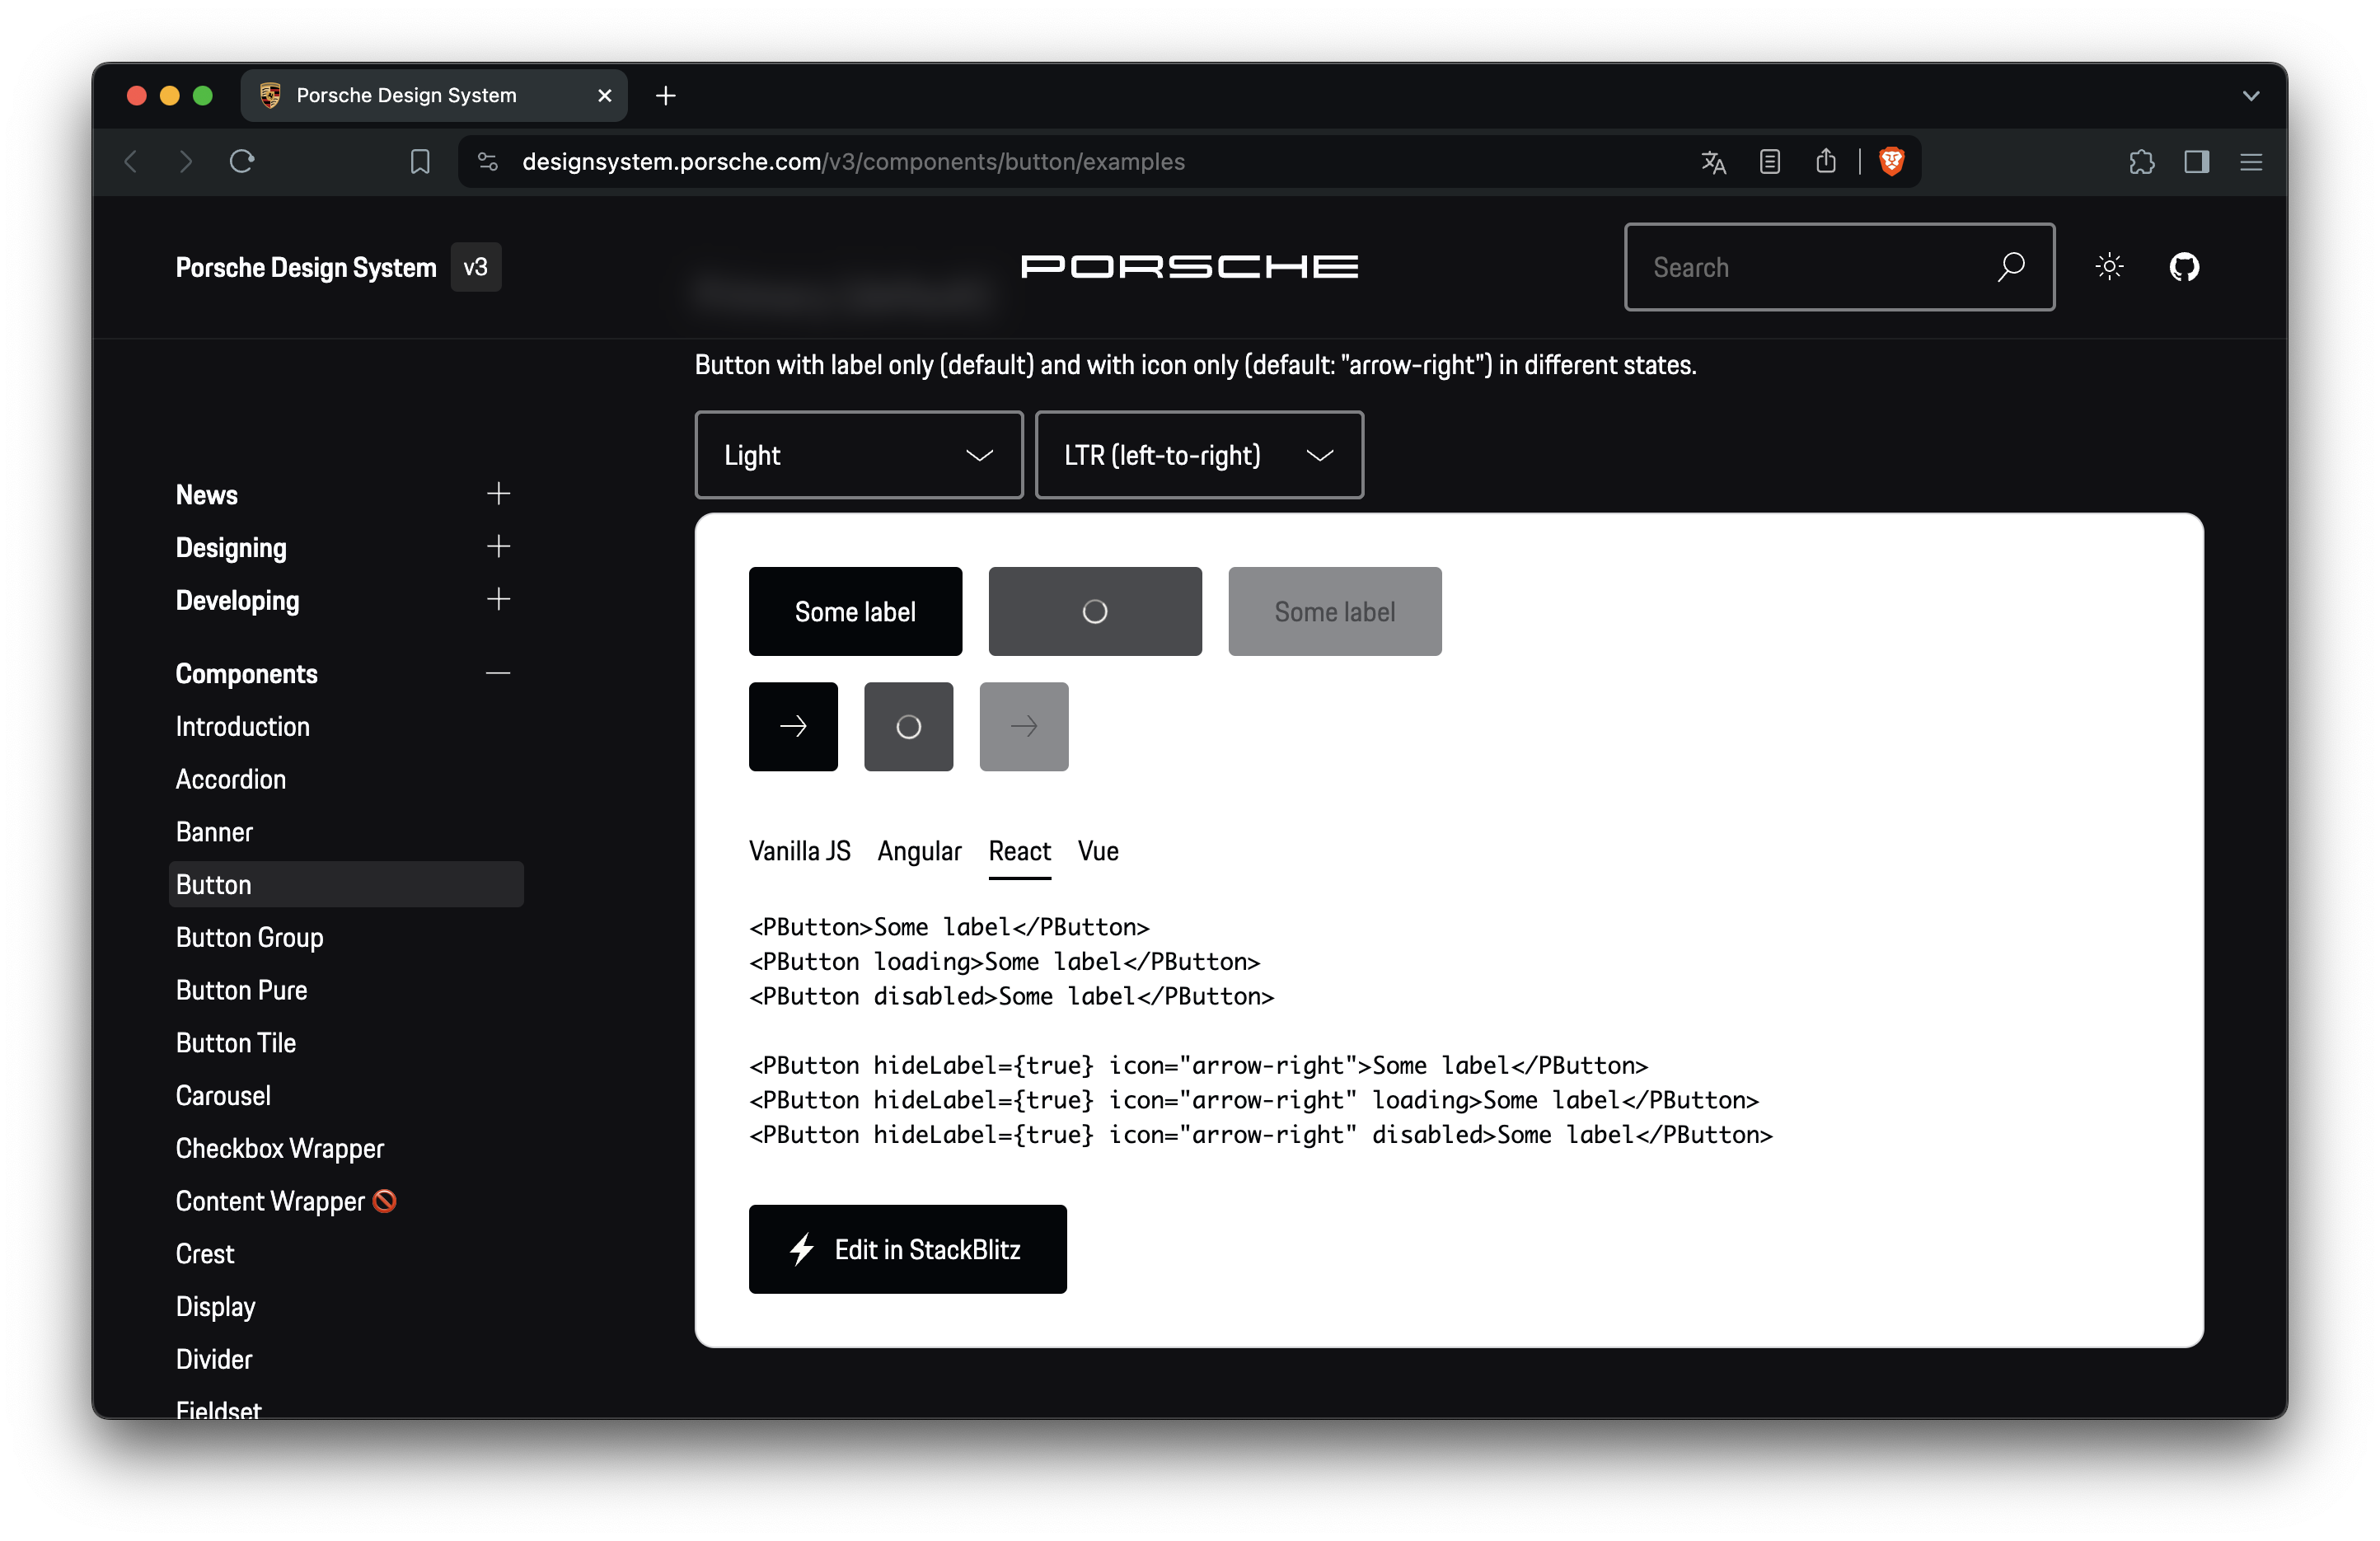 Porsche Design System
designsystem.porsche.com/v3/components/button/examples
Porsche Design System v3
PORSCHE
Search
Button with label only (default) and with icon only (default: "arrow-right") in different states.
Light
LTR (left-to-right)
News
Designing
Developing
Components
Introduction
Accordion
Banner
Button
Button Group
Button Pure
Button Tile
Carousel
Checkbox Wrapper
Content Wrapper
Crest
Display
Divider
Fieldset
Some label
Some label
Vanilla JS Angular React Vue
<PButton>Some label</PButton>
<PButton loading>Some label</PButton>
<PButton disabled>Some label</PButton>
<PButton hideLabel={true} icon="arrow-right">Some label</PButton>
<PButton hideLabel={true} icon="arrow-right" loading>Some label</PButton>
<PButton hideLabel={true} icon="arrow-right" disabled>Some label</PButton>
Edit in StackBlitz